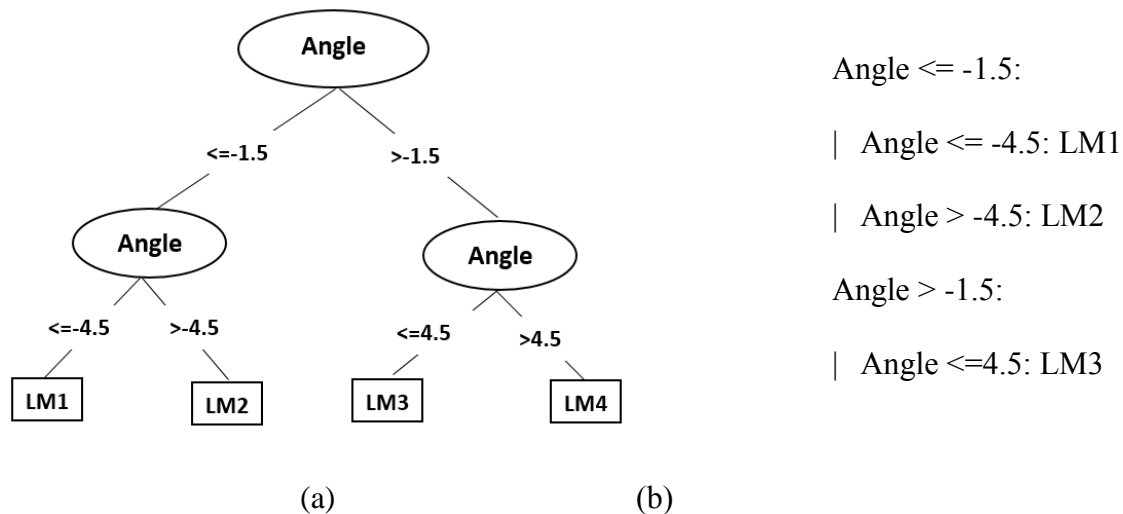 Angle
<=-1.5 >-1.5
Angle Angle
<=-4.5 >-4.5 <=4.5 >4.5
LM1 LM2 LM3 LM4
Angle <= -1.5:
| Angle <= -4.5: LM1
| Angle > -4.5: LM2
Angle > -1.5:
| Angle <=4.5: LM3
(a) (b)